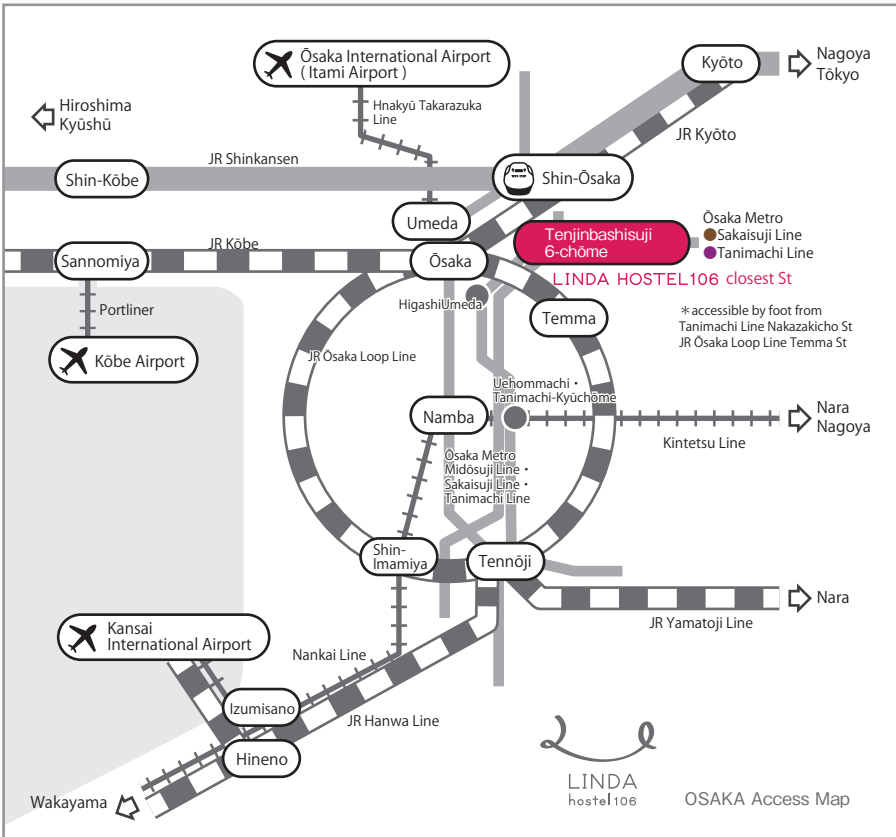 Ōsaka International Airport
( Itami Airport )
Kyōto
Nagoya
Tōkyo
Hiroshima
Kyūshū
Hnakyū Takarazuka
Line
JR Kyōto
JR Shinkansen
Shin-Kōbe
Shin-Ōsaka
Umeda
Tenjinbashisuji
6-chōme
Ōsaka Metro
Sakaisuji Line
Tanimachi Line
JR Kōbe
Sannomiya
Ōsaka
LINDA HOSTEL106 closest St
HigashiUmeda
Temma
Portliner
＊accessible by foot from
Tanimachi Line Nakazakicho St
JR Ōsaka Loop Line Temma St
Kōbe Airport
JR Ōsaka Loop Line
Uehommachi・
Tanimachi-Kyūchōme
Namba
Nara
Nagoya
Kintetsu Line
Ōsaka Metro
Midōsuji Line・
Sakaisuji Line・
Tanimachi Line
Shin-
Imamiya
Tennōji
Nara
JR Yamatoji Line
Kansai
International Airport
Nankai Line
Izumisano
JR Hanwa Line
Hineno
Wakayama
LINDA
hostel106
OSAKA Access Map